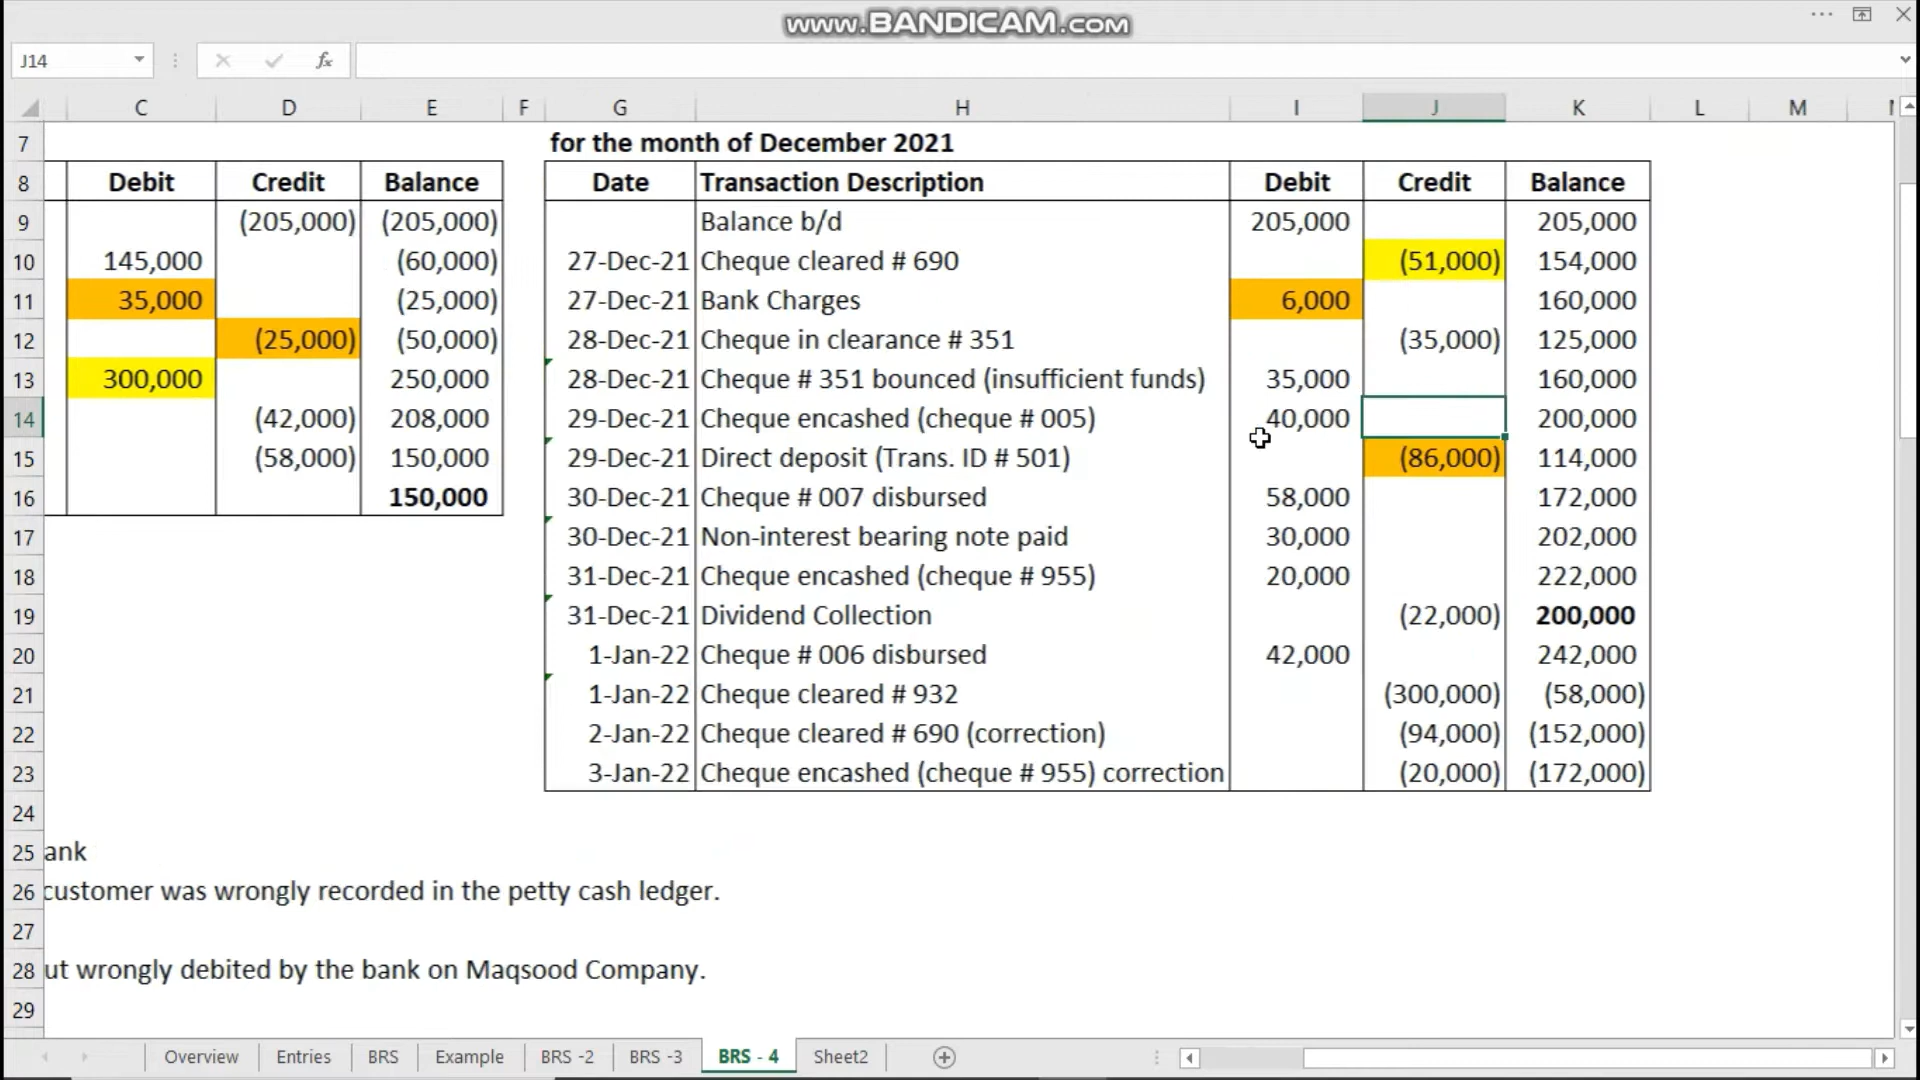 www.BANDICAM.com
J14 fx
C D E F G H I J K L M
7 for the month of December 2021
8 Debit Credit Balance Date Transaction Description Debit Credit Balance
9 (205,000) (205,000) Balance b/d 205,000 205,000
10 145,000 (60,000) 27-Dec-21 Cheque cleared # 690 (51,000) 154,000
11 35,000 (25,000) 27-Dec-21 Bank Charges 6,000 160,000
12 (25,000) (50,000) 28-Dec-21 Cheque in clearance # 351 (35,000) 125,000
13 300,000 250,000 28-Dec-21 Cheque # 351 bounced (insufficient funds) 35,000 160,000
14 (42,000) 208,000 29-Dec-21 Cheque encashed (cheque # 005) 40,000 200,000
15 (58,000) 150,000 29-Dec-21 Direct deposit (Trans. ID # 501) (86,000) 114,000
16 150,000 30-Dec-21 Cheque # 007 disbursed 58,000 172,000
17 30-Dec-21 Non-interest bearing note paid 30,000 202,000
18 31-Dec-21 Cheque encashed (cheque # 955) 20,000 222,000
19 31-Dec-21 Dividend Collection (22,000) 200,000
20 1-Jan-22 Cheque # 006 disbursed 42,000 242,000
21 1-Jan-22 Cheque cleared # 932 (300,000) (58,000)
22 2-Jan-22 Cheque cleared # 690 (correction) (94,000) (152,000)
23 3-Jan-22 Cheque encashed (cheque # 955) correction (20,000) (172,000)
24
25 ank
26 customer was wrongly recorded in the petty cash ledger.
27
28 ut wrongly debited by the bank on Maqsood Company.
29
Overview Entries BRS Example BRS -2 BRS -3 BRS - 4 Sheet2